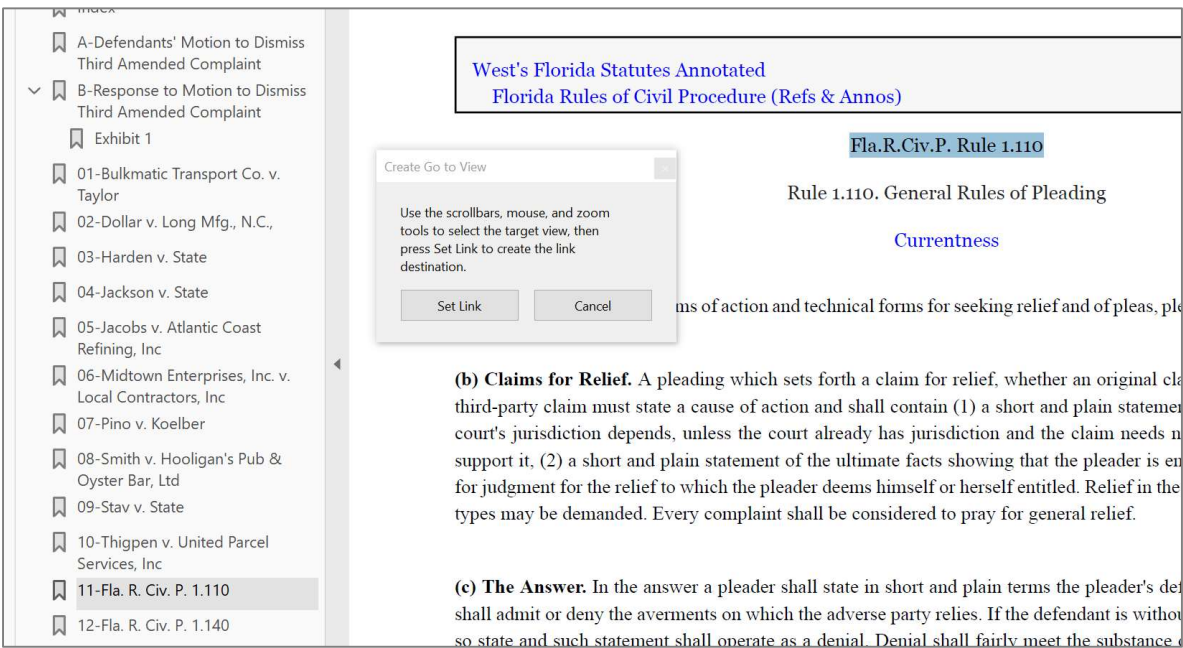 Index
A-Defendants' Motion to Dismiss
Third Amended Complaint
B-Response to Motion to Dismiss
Third Amended Complaint
Exhibit 1
01-Bulkmatic Transport Co. v.
Taylor
02-Dollar v. Long Mfg., N.C.,
03-Harden v. State
04-Jackson v. State
05-Jacobs v. Atlantic Coast
Refining, Inc
06-Midtown Enterprises, Inc. v.
Local Contractors, Inc
07-Pino v. Koelber
08-Smith v. Hooligan's Pub &
Oyster Bar, Ltd
09-Stav v. State
10-Thigpen v. United Parcel
Services, Inc
11-Fla. R. Civ. P. 1.110
12-Fla. R. Civ. P. 1.140
Create Go to View
Use the scrollbars, mouse, and zoom
tools to select the target view, then
press Set Link to create the link
destination.
Set Link Cancel
West's Florida Statutes Annotated
Florida Rules of Civil Procedure (Refs & Annos)
Fla.R.Civ.P. Rule 1.110
Rule 1.110. General Rules of Pleading
Currentness
of action and technical forms for seeking relief and of pleas,
(b) Claims for Relief. A pleading which sets forth a claim for relief, whether an original
third-party claim must state a cause of action and shall contain (1) a short and plain
court's jurisdiction depends, unless the court already has jurisdiction and the claim needs
support it, (2) a short and plain statement of the ultimate facts showing that the pleader is
for judgment for the relief to which the pleader deems himself or herself entitled. Relief in the
types may be demanded. Every complaint shall be considered to pray for general relief.
(c) The Answer. In the answer a pleader shall state in short and plain terms the pleader's
shall admit or deny the averments on which the adverse party relies. If the defendant is
so state and such statement shall operate as a denial. Denial shall fairly meet the substance